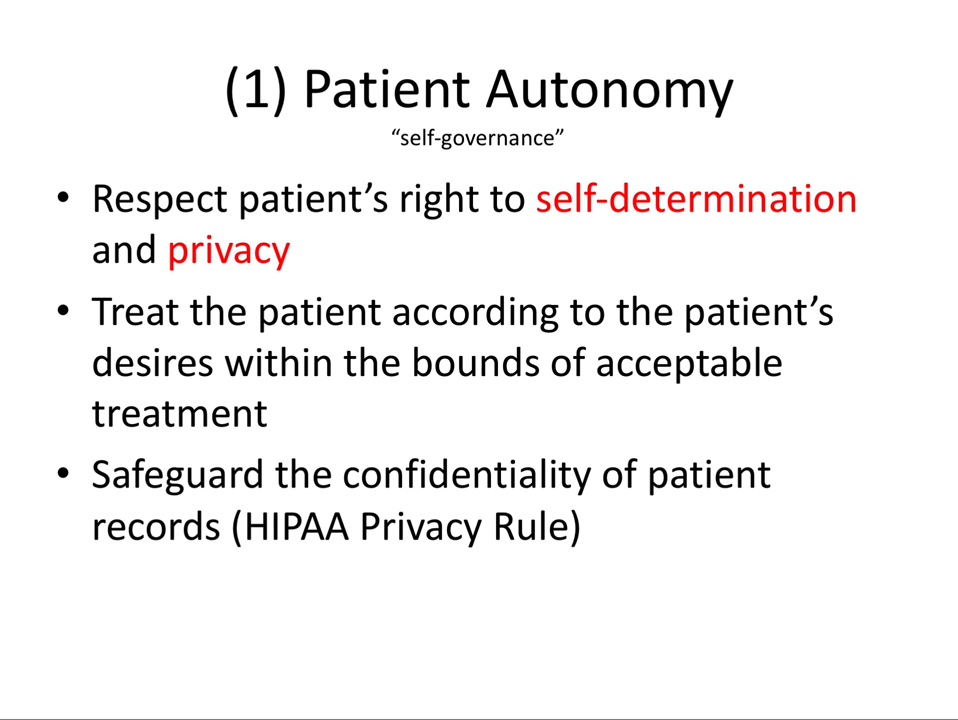 (1) Patient Autonomy
“self-governance”
• Respect patient’s right to self-determination
and privacy
• Treat the patient according to the patient’s
desires within the bounds of acceptable
treatment
• Safeguard the confidentiality of patient
records (HIPAA Privacy Rule)